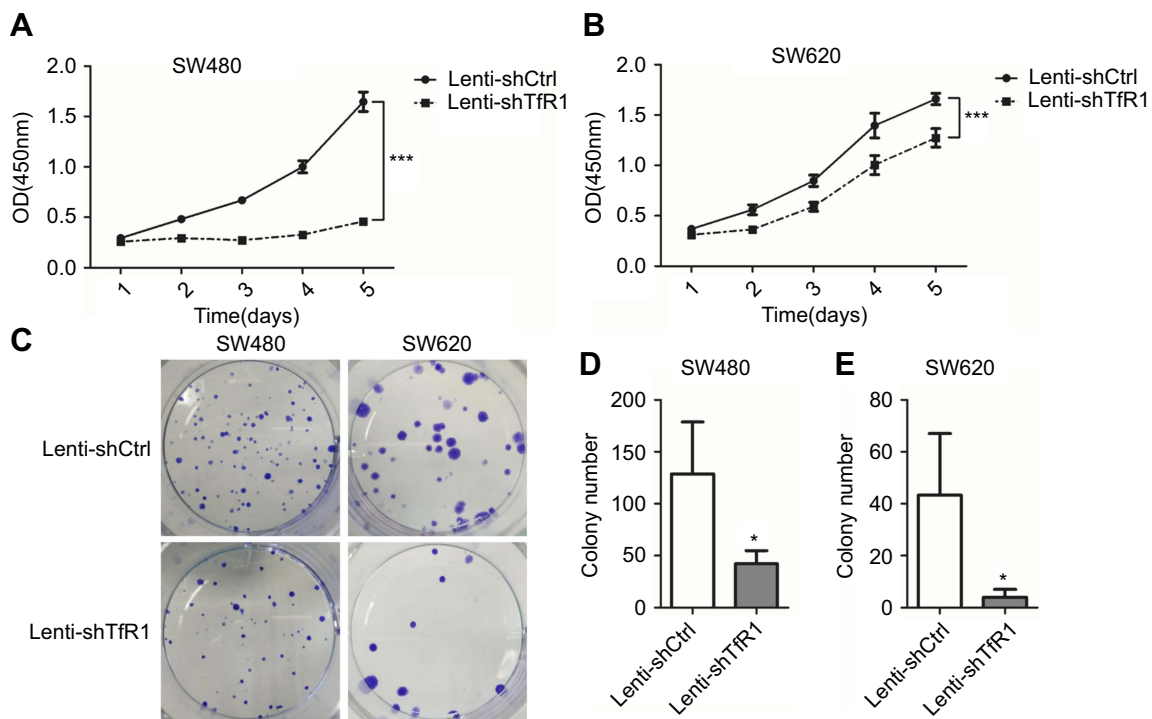 A
SW480
2.0
1.5
1.0
0.5
0.0
OD(450nm)
1 2 3 4 5
Time(days)
Lenti-shCtrl
Lenti-shTfR1
***
B
SW620
2.0
1.5
1.0
0.5
0.0
OD(450nm)
1 2 3 4 5
Time(days)
Lenti-shCtrl
Lenti-shTfR1
***
C
SW480 SW620
Lenti-shCtrl
Lenti-shTfR1
D
SW480
200
150
100
50
0
Colony number
*
Lenti-shCtrl
Lenti-shTfR1
E
SW620
80
60
40
20
0
Colony number
*
Lenti-shCtrl
Lenti-shTfR1